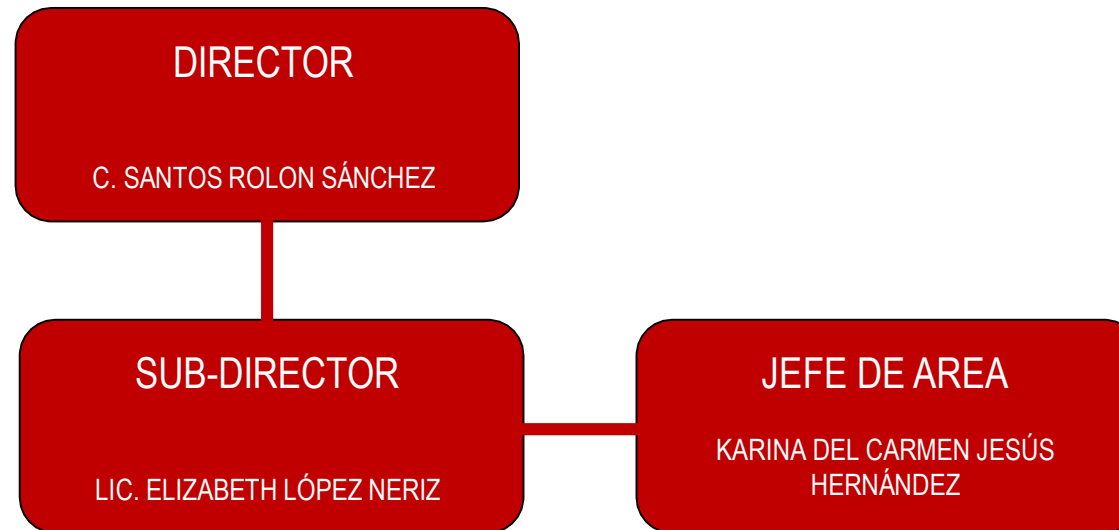 DIRECTOR
C. SANTOS ROLON SÁNCHEZ
SUB-DIRECTOR
LIC. ELIZABETH LÓPEZ NERIZ
JEFE DE AREA
KARINA DEL CARMEN JESÚS
HERNÁNDEZ